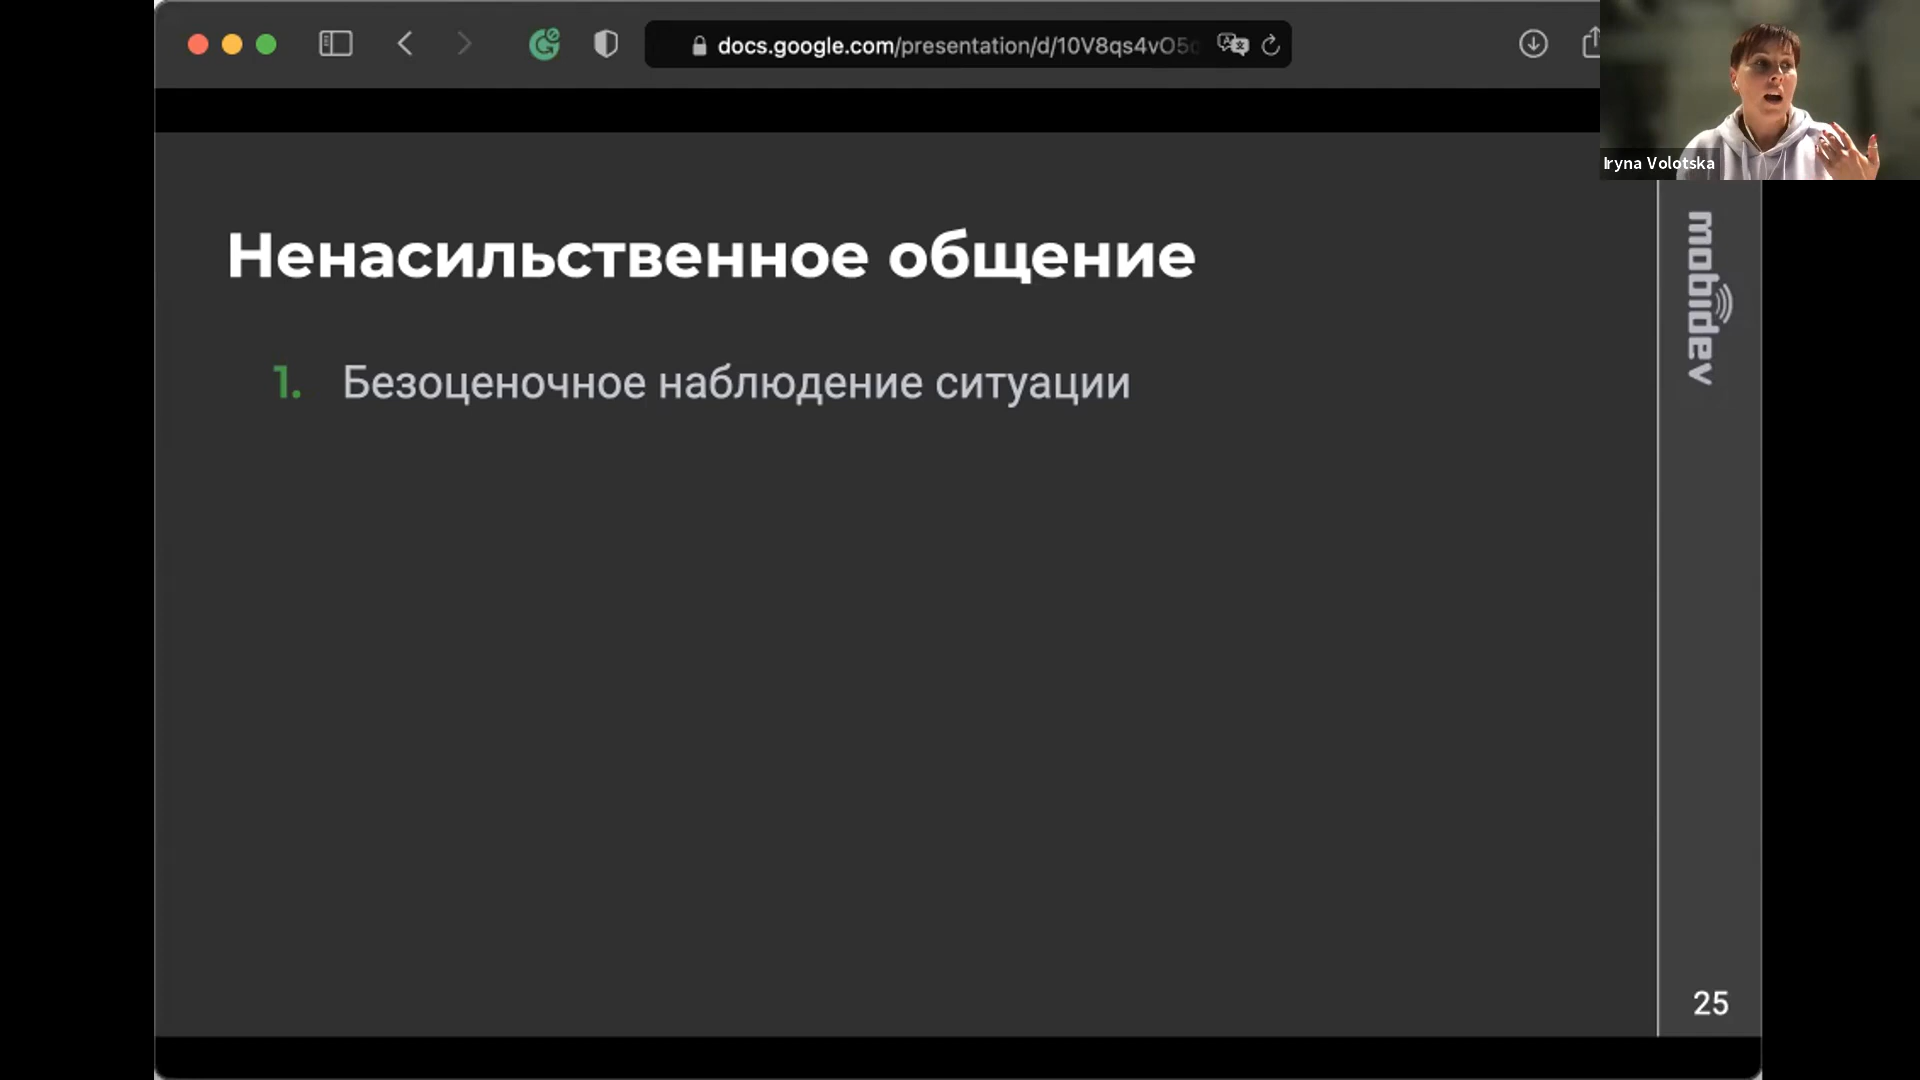 docs.google.com/presentation/d/10V8qs4vO5
Iryna Volotska
mobidev
Ненасильственное общение
1. Безоценочное наблюдение ситуации
25